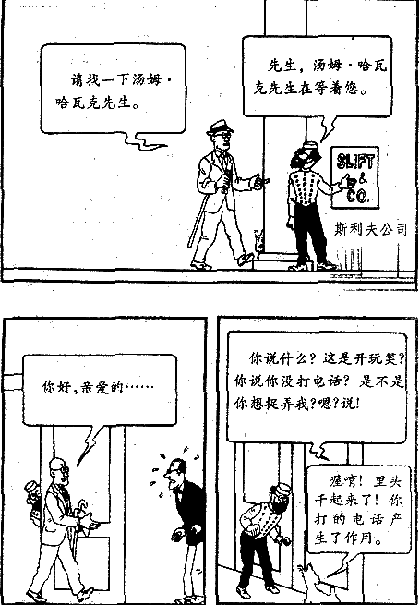 请找一下汤姆·
哈瓦克先生。
先生，汤姆·哈瓦
克先生在等着您。
SLIFT
&
CO.
斯利夫公司
你好，亲爱的……
你说什么？这是开玩笑？
你说你没打电话？是不是
你想捉弄我？嗯？说！
嚯唷！里头
干起来了！你
打的电话产
生了作用。